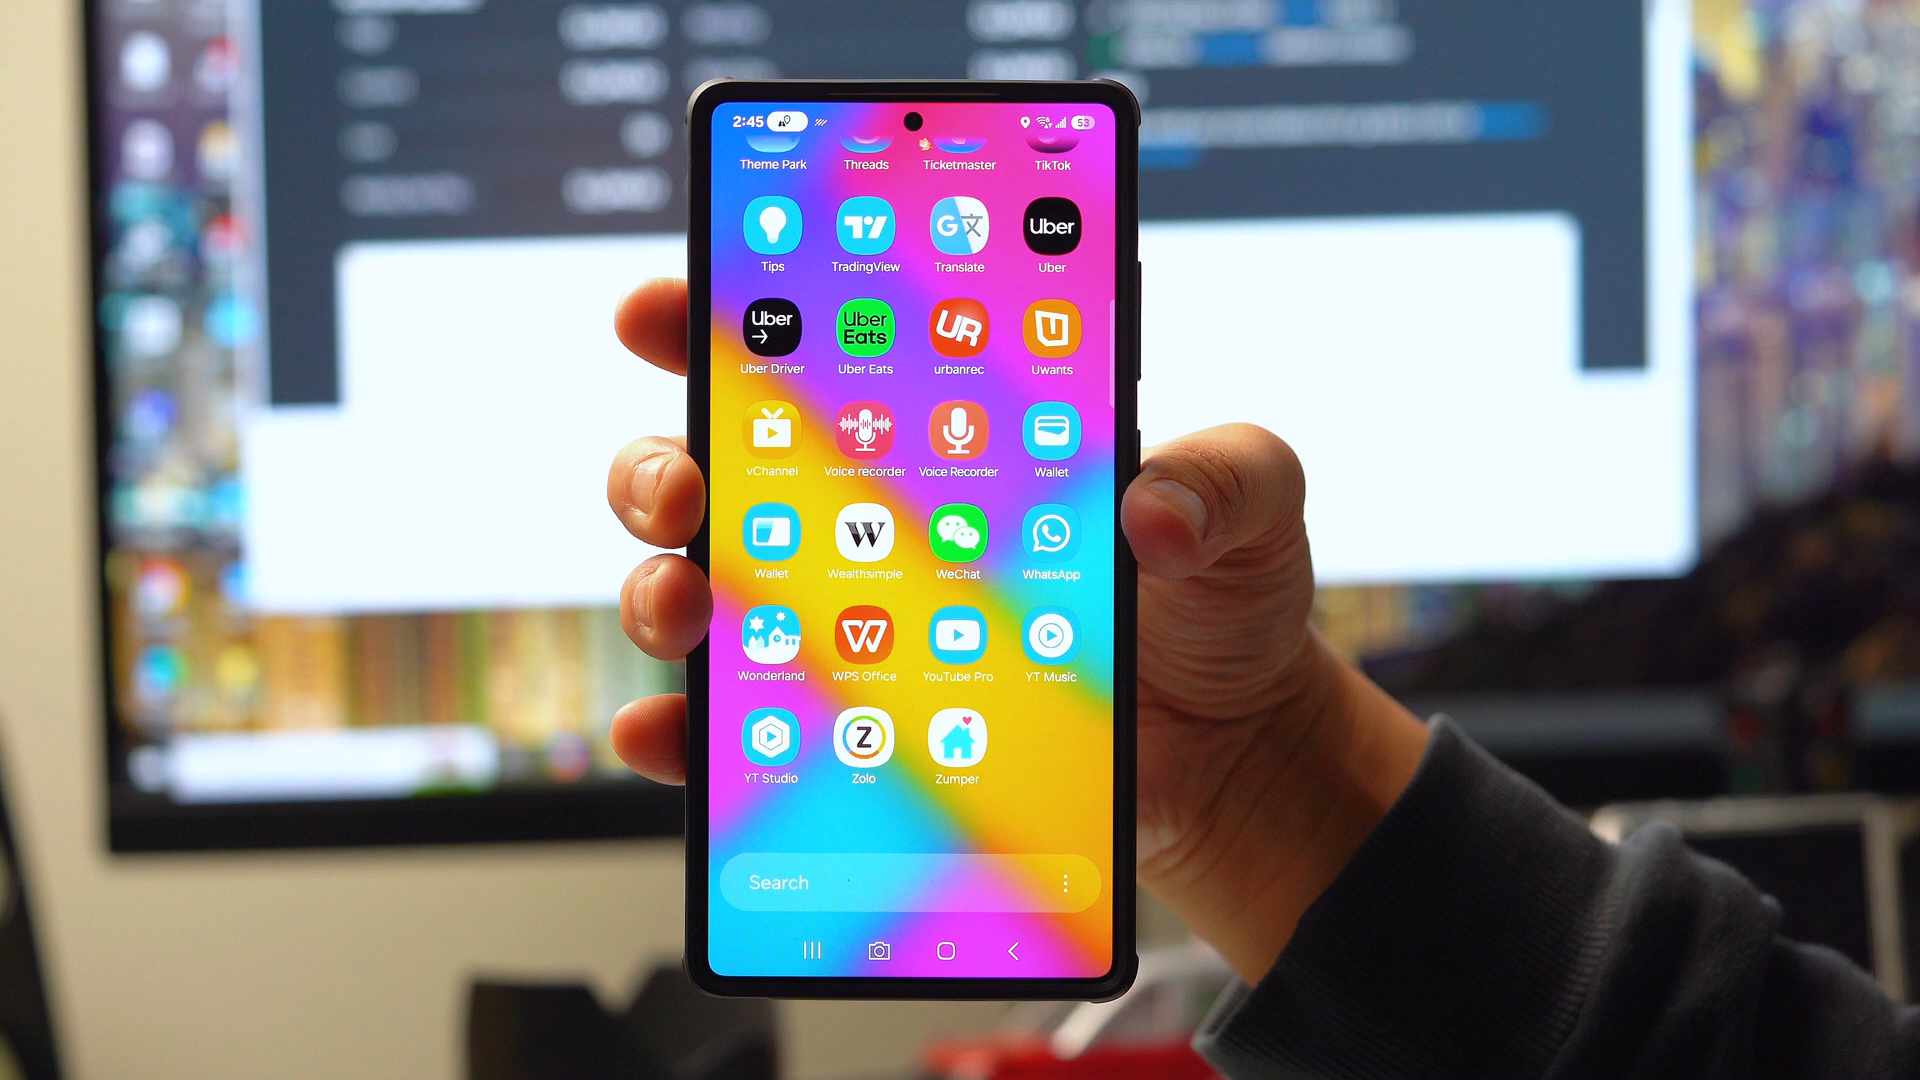 2:45 53
Theme Park Threads Ticketmaster TikTok
Uber
Tips TradingView Translate Uber
Uber Uber Eats UR
Uber Driver Uber Eats urbanrec Uwants
vChannel Voice recorder Voice Recorder Wallet
W
Wallet Wealthsimple WeChat WhatsApp
Wonderland WPS Office YouTube Pro YT Music
Z
YT Studio Zolo Zumper
Search